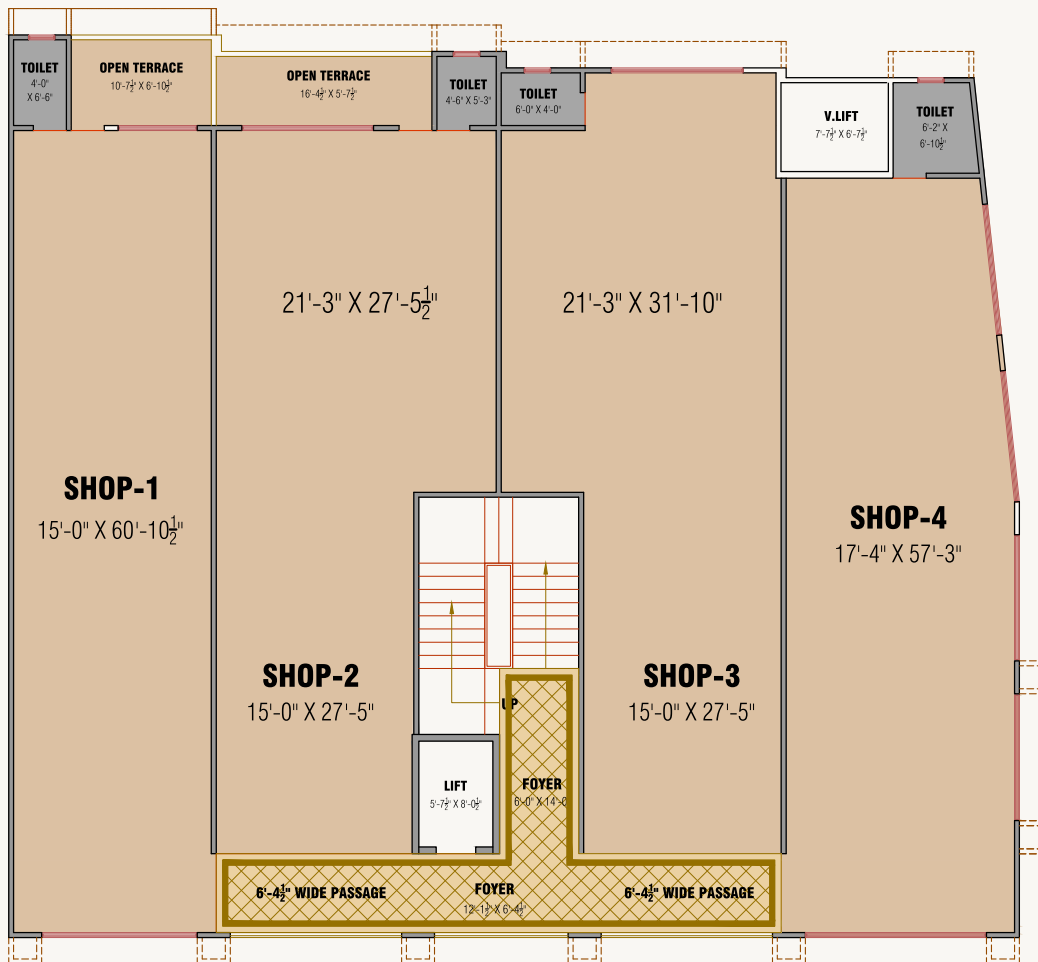 TOILET
4'-0"
X 6'-6"
OPEN TERRACE
10'-7½" X 6'-10½"
OPEN TERRACE
16'-4½" X 5'-7½"
TOILET
4'-6" X 5'-3"
TOILET
6'-0" X 4'-0"
V.LIFT
7'-7½" X 6'-7½"
TOILET
6'-2" X
6'-10½"
21'-3" X 27'-5½"
21'-3" X 31'-10"
SHOP-1
15'-0" X 60'-10½"
SHOP-4
17'-4" X 57'-3"
SHOP-2
15'-0" X 27'-5"
SHOP-3
15'-0" X 27'-5"
UP
LIFT
5'-7½" X 8'-0½"
FOYER
6'-0" X 14'-0
6'-4½" WIDE PASSAGE
FOYER
12'-1½" X 6'-4½"
6'-4½" WIDE PASSAGE